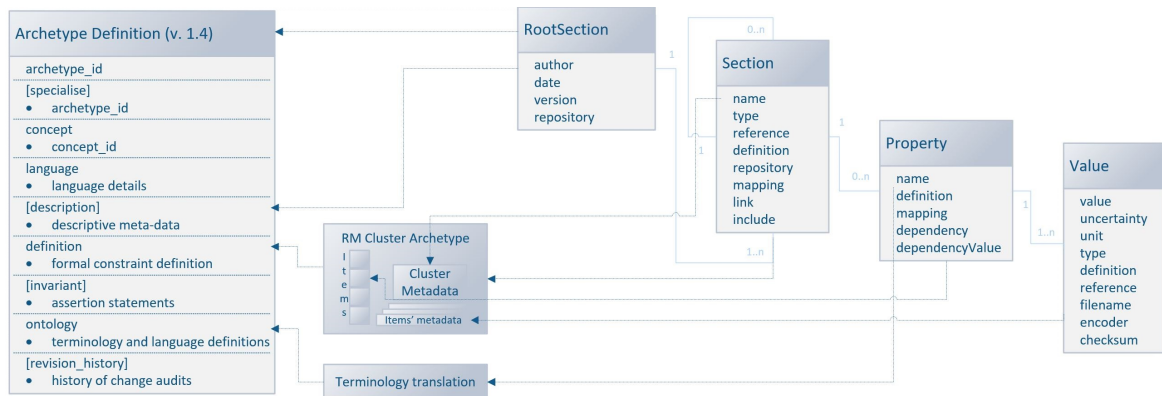 Archetype Definition (v. 1.4)
archetype_id
[specialise]
• archetype_id
concept
• concept_id
language
• language details
[description]
• descriptive meta-data
definition
• formal constraint definition
[invariant]
• assertion statements
ontology
• terminology and language definitions
[revision_history]
• history of change audits
RootSection
author
date
version
repository
RM Cluster Archetype
I
t
e
m
s
Cluster
Metadata
Items' metadata
Terminology translation
0..n
1
Section
name
type
reference
definition
repository
mapping
link
include
1
1..n
1
0..n
Property
name
definition
mapping
dependency
dependencyValue
1
1..n
Value
value
uncertainty
unit
type
definition
reference
filename
encoder
checksum